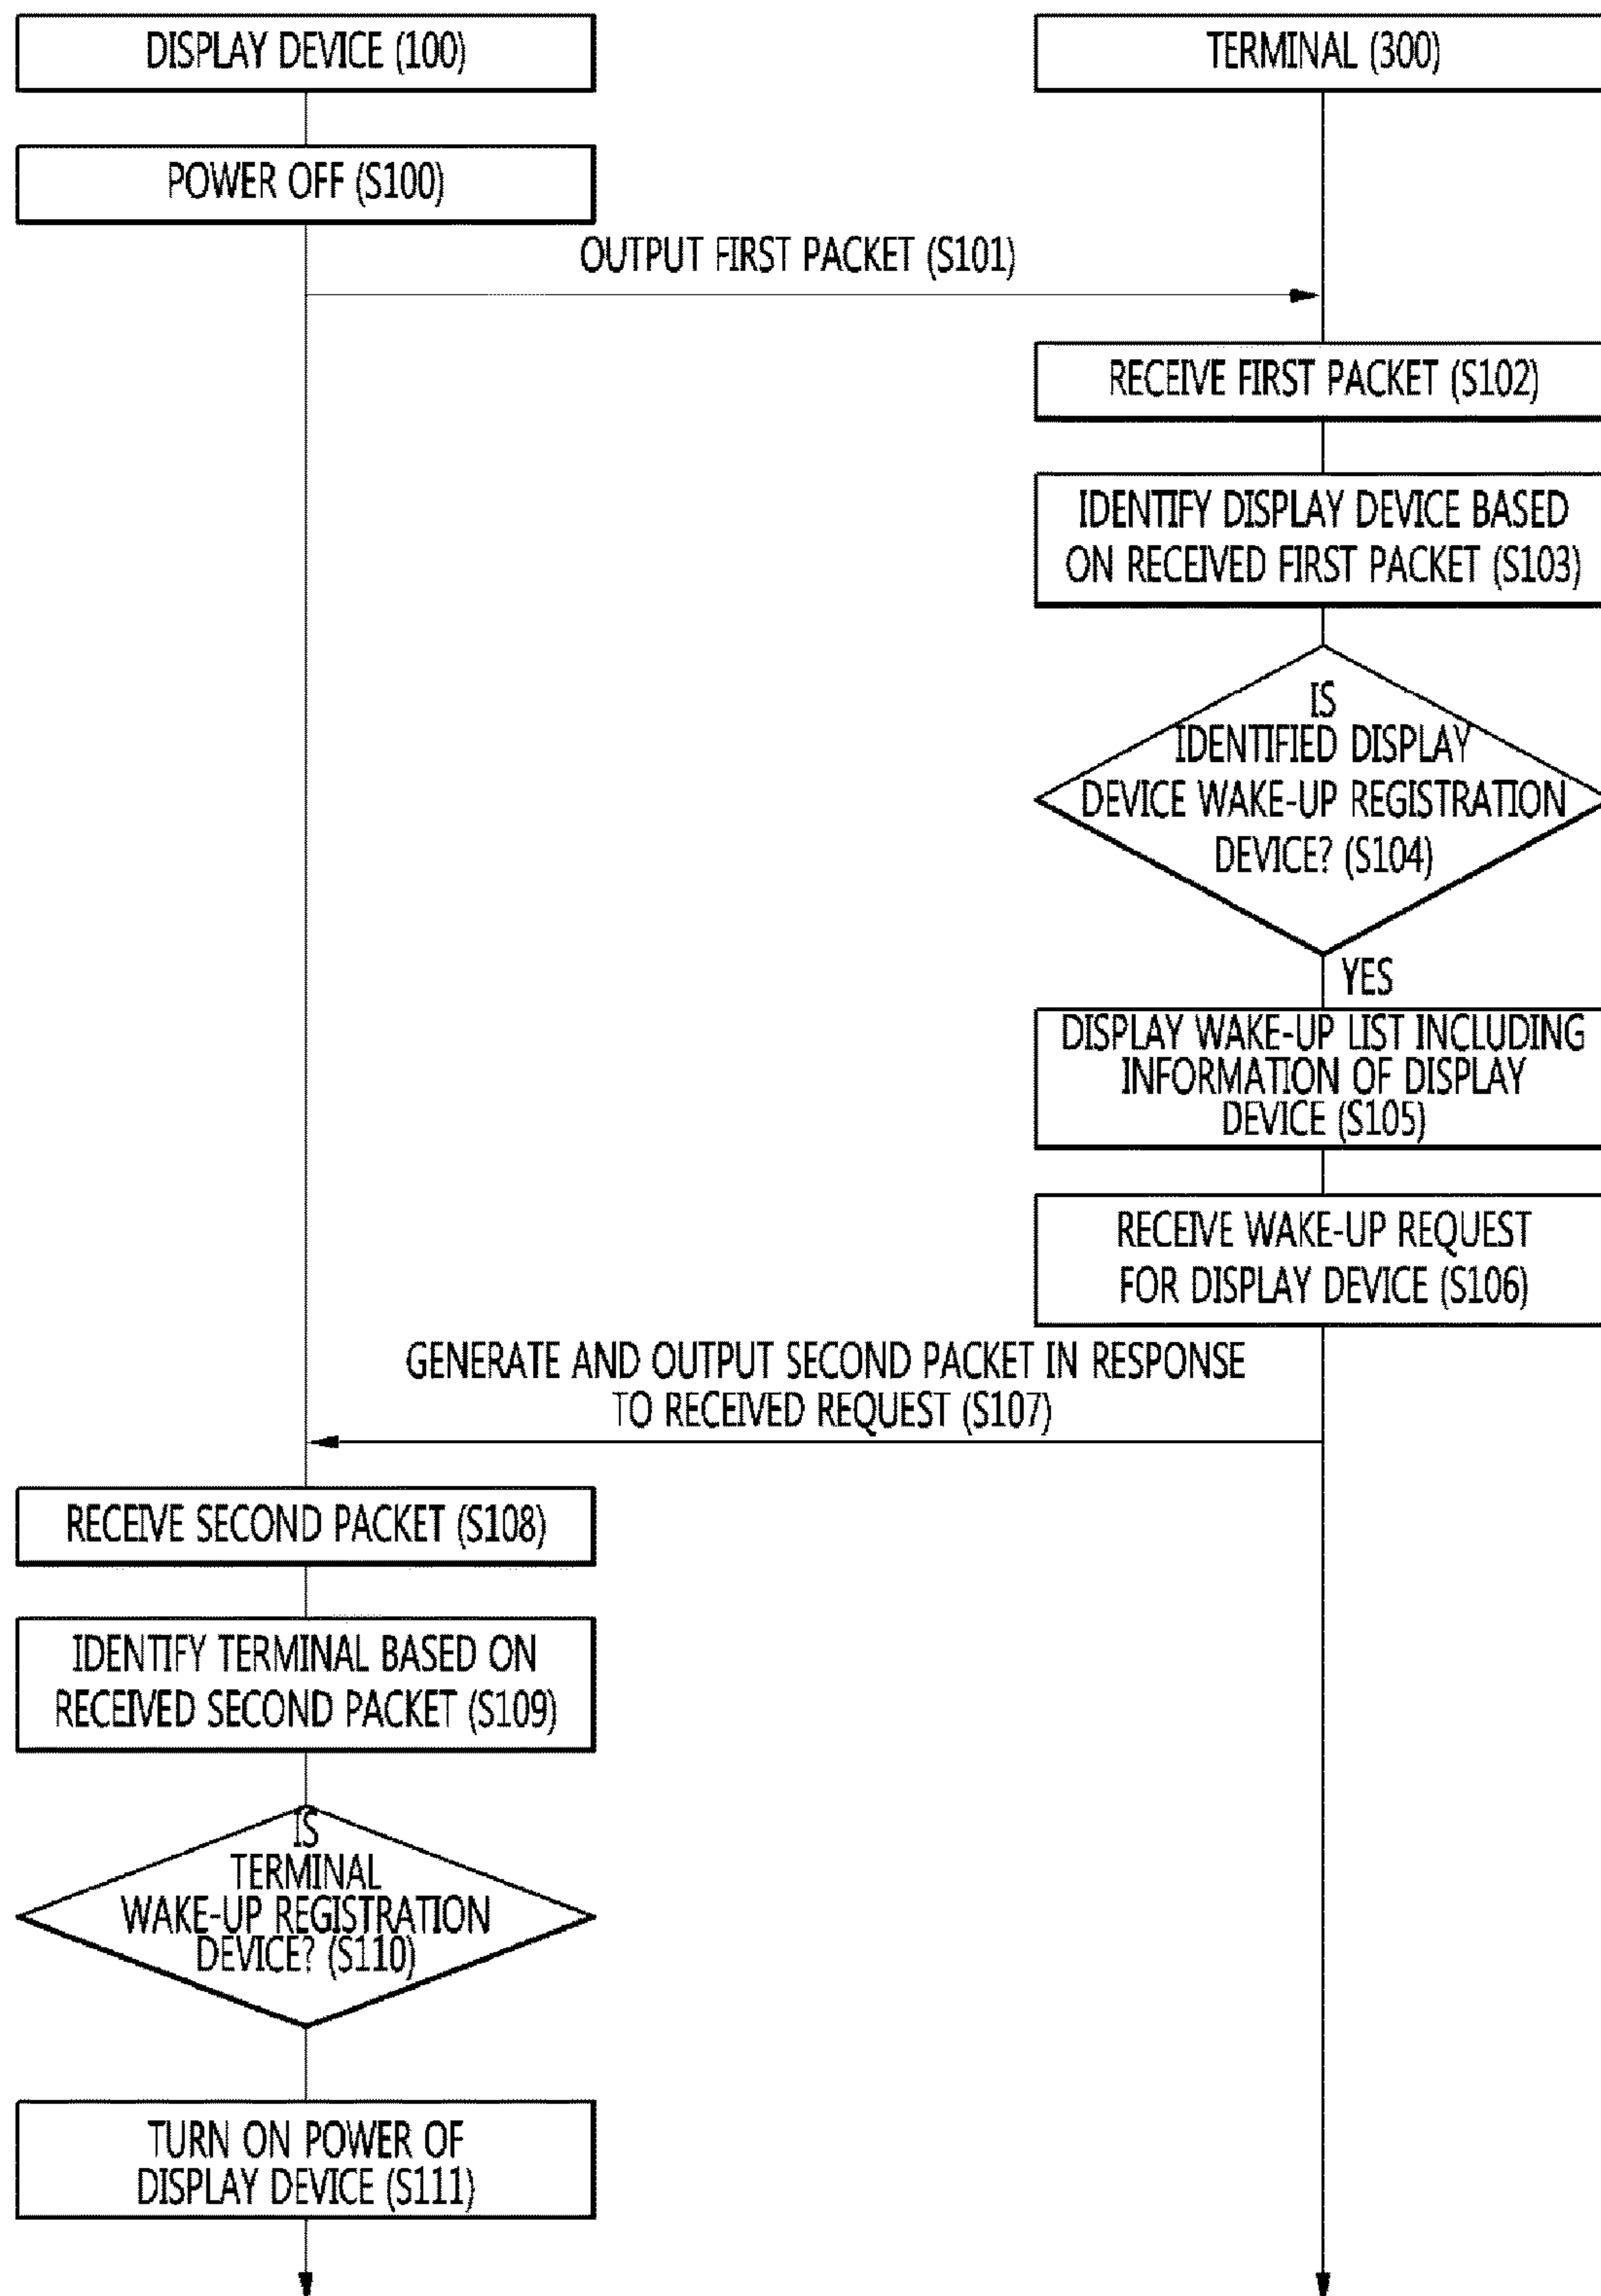 DISPLAY DEVICE (100)
TERMINAL (300)
POWER OFF (S100)
OUTPUT FIRST PACKET (S101)
RECEIVE FIRST PACKET (S102)
IDENTIFY DISPLAY DEVICE BASED
ON RECEIVED FIRST PACKET (S103)
IS
IDENTIFIED DISPLAY
DEVICE WAKE-UP REGISTRATION
DEVICE? (S104)
YES
DISPLAY WAKE-UP LIST INCLUDING
INFORMATION OF DISPLAY
DEVICE (S105)
RECEIVE WAKE-UP REQUEST
FOR DISPLAY DEVICE (S106)
GENERATE AND OUTPUT SECOND PACKET IN RESPONSE
TO RECEIVED REQUEST (S107)
RECEIVE SECOND PACKET (S108)
IDENTIFY TERMINAL BASED ON
RECEIVED SECOND PACKET (S109)
IS
TERMINAL
WAKE-UP REGISTRATION
DEVICE? (S110)
TURN ON POWER OF
DISPLAY DEVICE (S111)